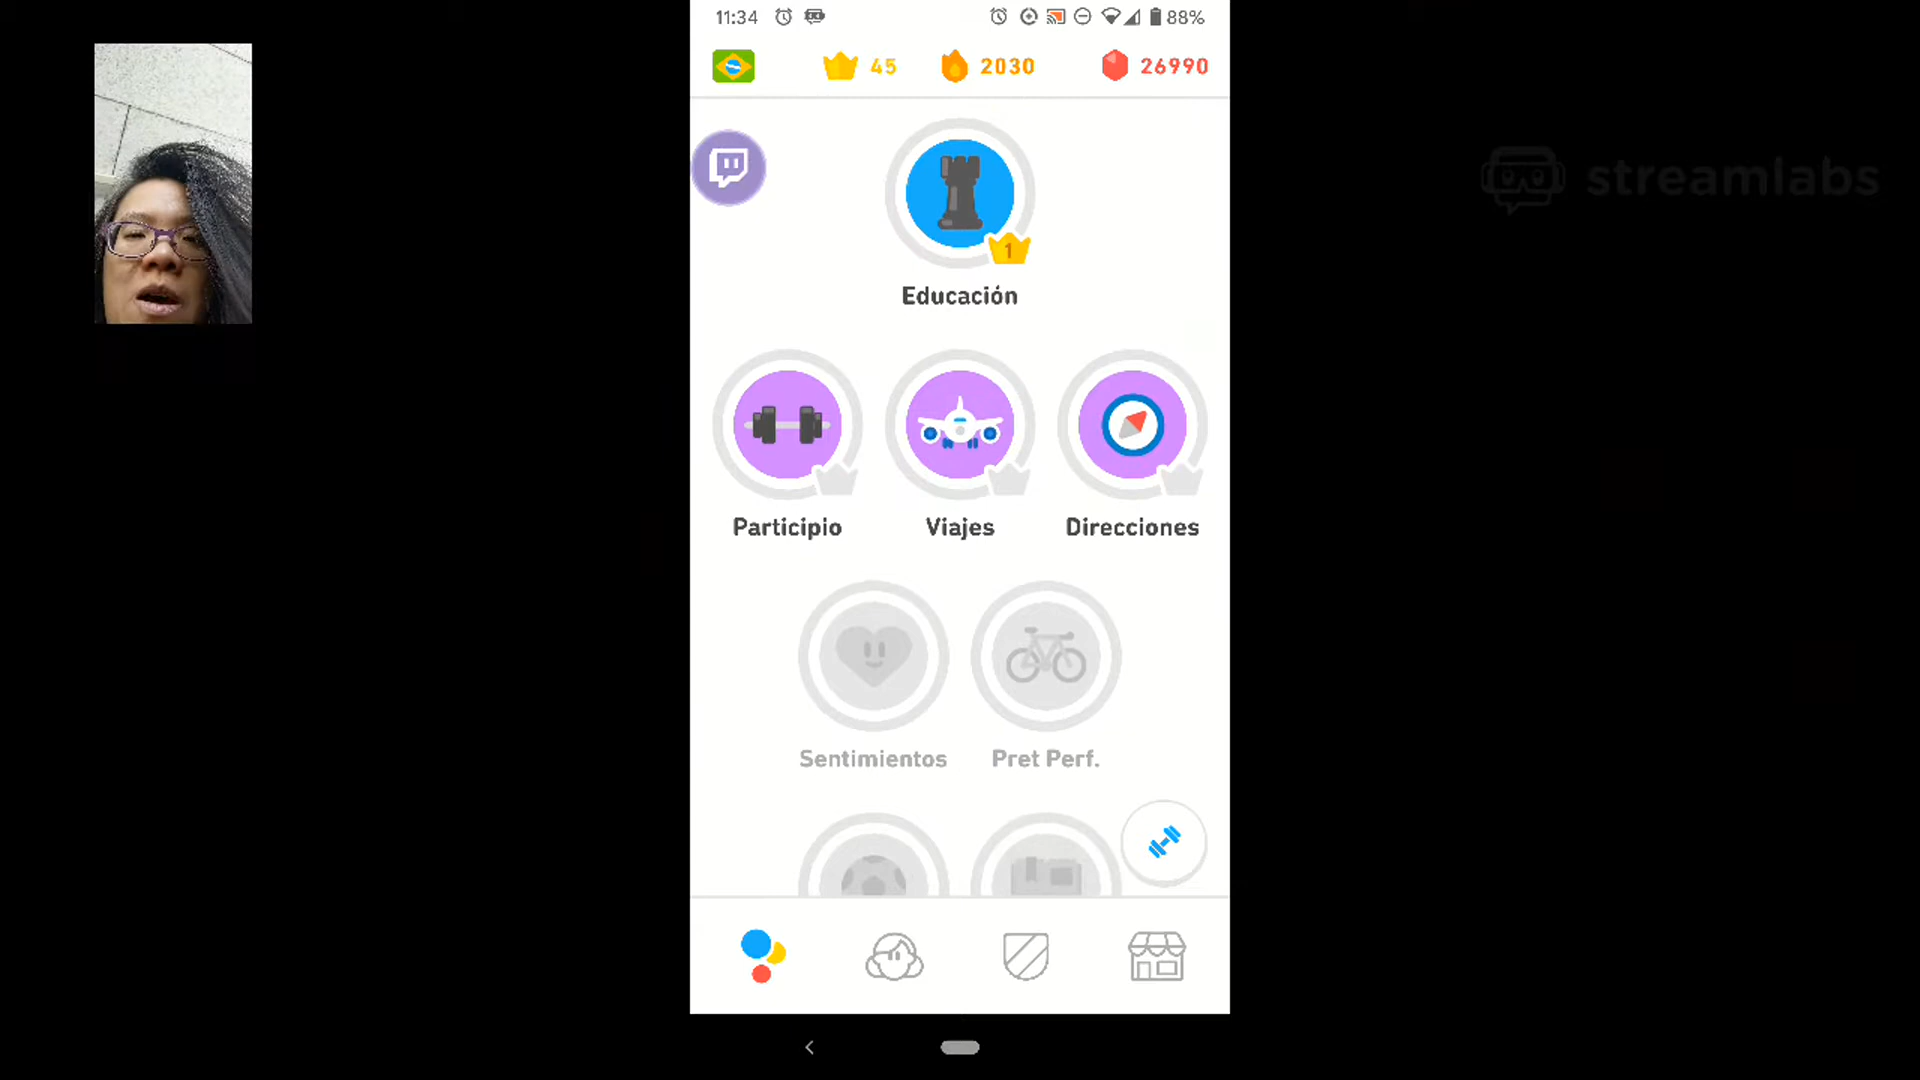 11:34
88%
45
2030
26990
streamlabs
1
Educación
Participio
Viajes
Direcciones
Sentimientos
Pret Perf.